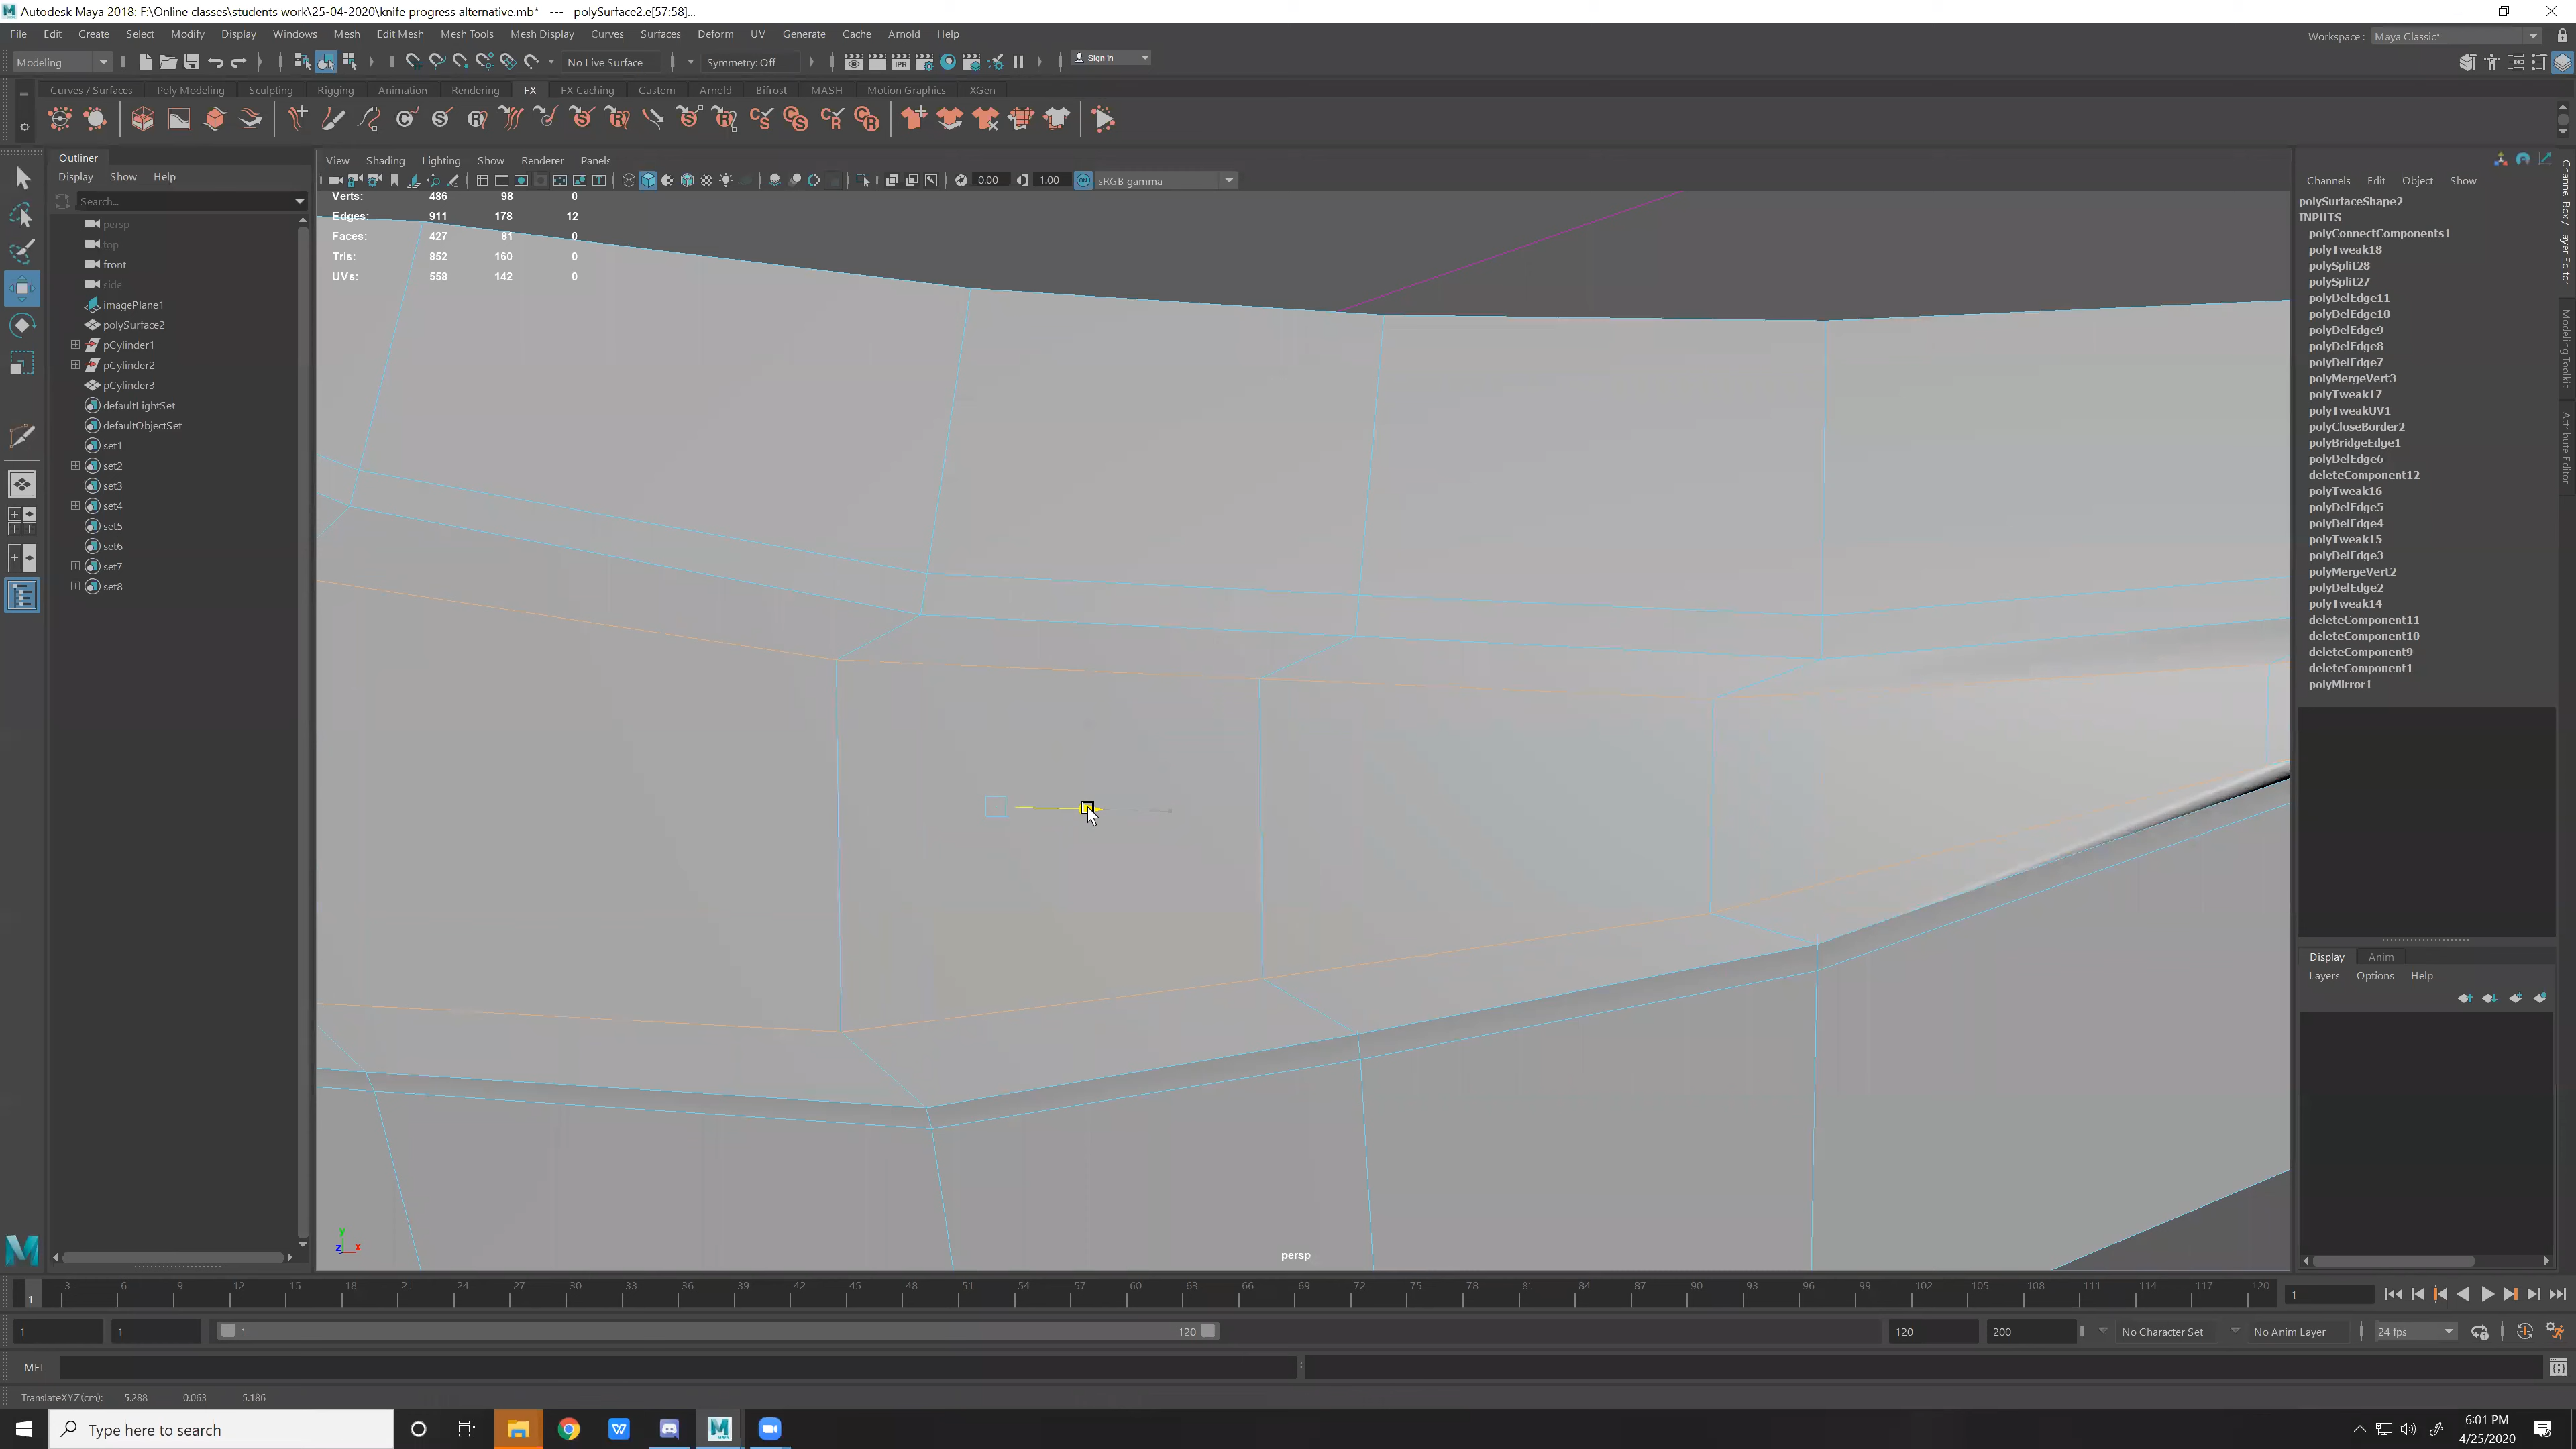 Autodesk Maya 2018: F:\Online classes\students work\25-04-2020\knife progress alternative.mb* --- polySurface2.e[57:58]...
File Edit Create Select Modify Display Windows Mesh Edit Mesh Mesh Tools Mesh Display Curves Surfaces Deform UV Generate Cache Arnold Help
Workspace : Maya Classic*
Modeling No Live Surface Symmetry: Off Sign In
Curves / Surfaces Poly Modeling Sculpting Rigging Animation Rendering FX FX Caching Custom Arnold Bifrost MASH Motion Graphics XGen
Outliner
Display Show Help
Search...
persp
top
front
side
imagePlane1
polySurface2
pCylinder1
pCylinder2
pCylinder3
defaultLightSet
defaultObjectSet
set1
set2
set3
set4
set5
set6
set7
set8
View Shading Lighting Show Renderer Panels
0.00 1.00 sRGB gamma
Verts: 486 98 0
Edges: 911 178 12
Faces: 427 81 0
Tris: 852 160 0
UVs: 558 142 0
y
z x
persp
Channels Edit Object Show
polySurfaceShape2
INPUTS
polyConnectComponents1
polyTweak18
polySplit28
polySplit27
polyDelEdge11
polyDelEdge10
polyDelEdge9
polyDelEdge8
polyDelEdge7
polyMergeVert3
polyTweak17
polyTweakUV1
polyCloseBorder2
polyBridgeEdge1
polyDelEdge6
deleteComponent12
polyTweak16
polyDelEdge5
polyDelEdge4
polyTweak15
polyDelEdge3
polyMergeVert2
polyDelEdge2
polyTweak14
deleteComponent11
deleteComponent10
deleteComponent9
deleteComponent1
polyMirror1
Channel Box / Layer Editor
Modeling Toolkit
Attribute Editor
Display Anim
Layers Options Help
3 6 9 12 15 18 21 24 27 30 33 36 39 42 45 48 51 54 57 60 63 66 69 72 75 78 81 84 87 90 93 96 99 102 105 108 111 114 117 120
1 1
1 1 1 120 120 200 No Character Set No Anim Layer 24 fps
MEL
TranslateXYZ(cm): 5.288 0.063 5.186
Type here to search
6:01 PM
4/25/2020